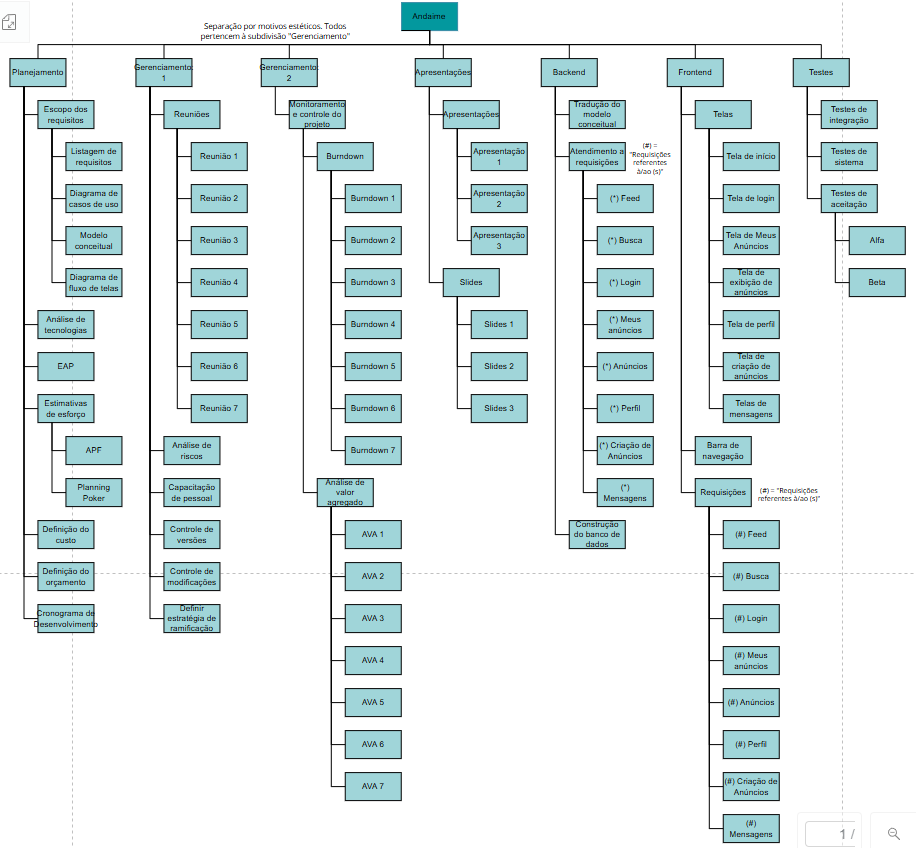 Andaime
Separação por motivos estéticos. Todos
pertencem à subdivisão "Gerenciamento"
Planejamento
Escopo dos
requisitos
Listagem de
requisitos
Diagrama de
casos de uso
Modelo
conceitual
Diagrama de
fluxo de telas
Análise de
tecnologias
EAP
Estimativas
de esforço
APF
Planning
Poker
Definição do
custo
Definição do
orçamento
Cronograma de
Desenvolvimento
Gerenciamento:
1
Reuniões
Reunião 1
Reunião 2
Reunião 3
Reunião 4
Reunião 5
Reunião 6
Reunião 7
Análise de
riscos
Capacitação
de pessoal
Controle de
versões
Controle de
modificações
Definir
estratégia de
ramificação
Gerenciamento:
2
Monitoramento
e controle do
projeto
Burndown
Burndown 1
Burndown 2
Burndown 3
Burndown 4
Burndown 5
Burndown 6
Burndown 7
Análise de
valor
agregado
AVA 1
AVA 2
AVA 3
AVA 4
AVA 5
AVA 6
AVA 7
Apresentações
Apresentações
Apresentação
1
Apresentação
2
Apresentação
3
Slides
Slides 1
Slides 2
Slides 3
Backend
Tradução do
modelo
conceitual
Atendimento a
requisições
(#) =
"Requisições
referentes
à/ao (s)"
(*) Feed
(*) Busca
(*) Login
(*) Meus
anúncios
(*) Anúncios
(*) Perfil
(*) Criação de
Anúncios
(*)
Mensagens
Construção
do banco de
dados
Frontend
Telas
Tela de início
Tela de login
Tela de Meus
Anúncios
Tela de
exibição de
anúncios
Tela de perfil
Tela de
criação de
anúncios
Telas de
mensagens
Barra de
navegação
Requisições
(#) = "Requisições
referentes à/ao (s)"
(#) Feed
(#) Busca
(#) Login
(#) Meus
anúncios
(#) Anúncios
(#) Perfil
(#) Criação de
Anúncios
(#)
Mensagens
Testes
Testes de
integração
Testes de
sistema
Testes de
aceitação
Alfa
Beta
1 /